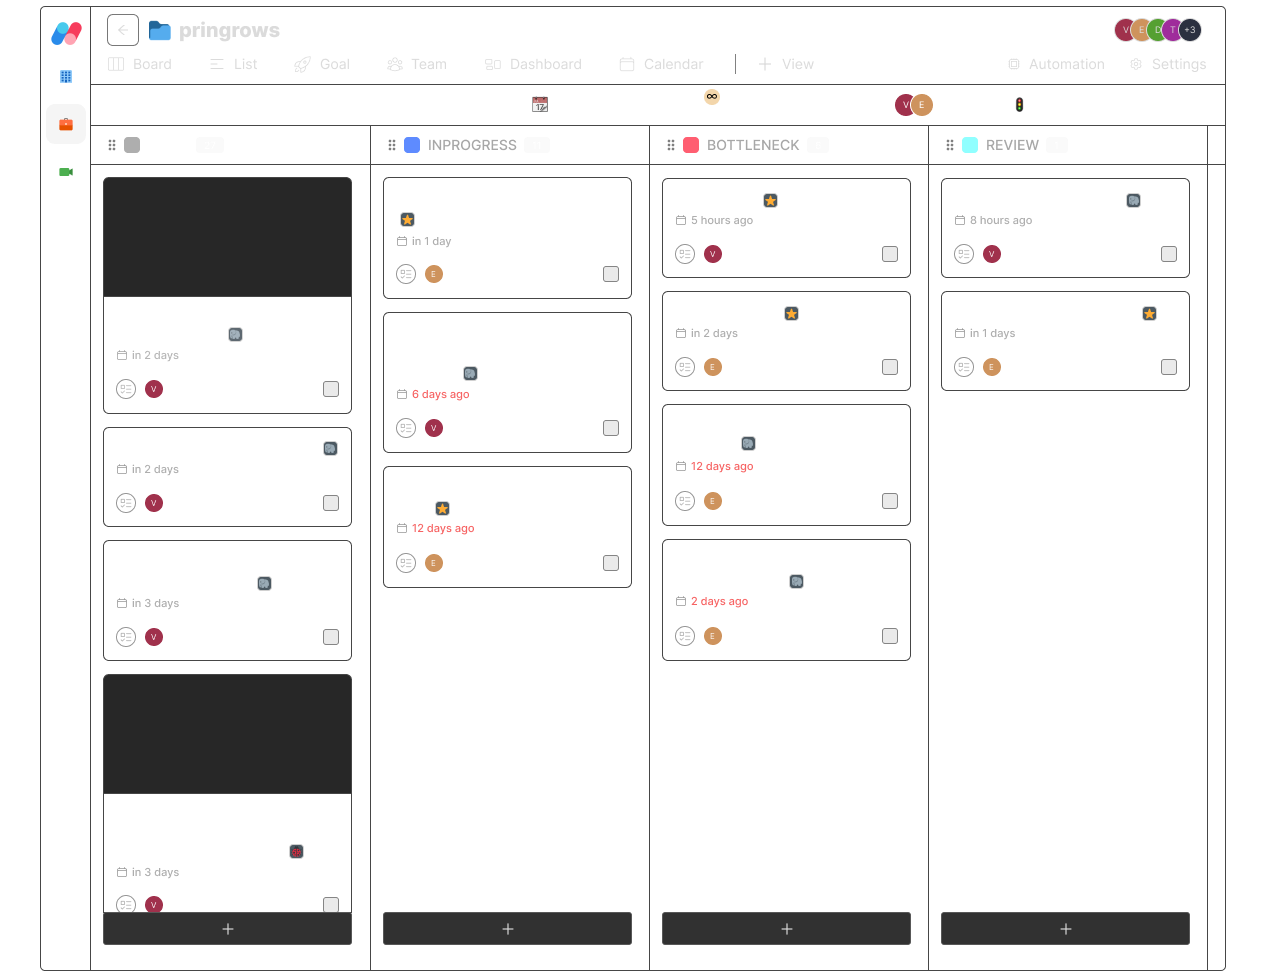 pringrows
V E D T +3
Board List Goal Team Dashboard Calendar View Automation Settings
V E
INPROGRESS
BOTTLENECK
REVIEW
in 2 days
V
in 2 days
V
in 3 days
V
in 3 days
V
in 1 day
E
6 days ago
V
12 days ago
E
5 hours ago
V
in 2 days
E
12 days ago
E
2 days ago
E
8 hours ago
V
in 1 days
E